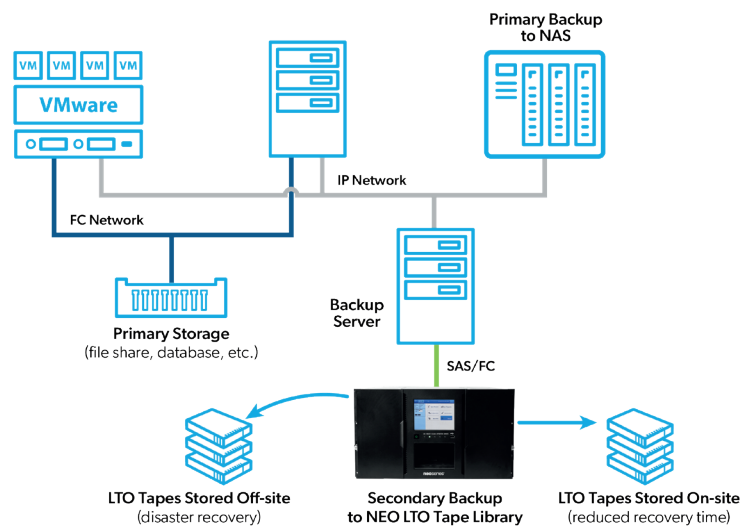 Primary Backup
to NAS
VM VM VM VM
VMware
IP Network
FC Network
Backup
Server
Primary Storage
(file share, database, etc.)
SAS/FC
LTO Tapes Stored Off-site
(disaster recovery)
Secondary Backup
to NEO LTO Tape Library
LTO Tapes Stored On-site
(reduced recovery time)